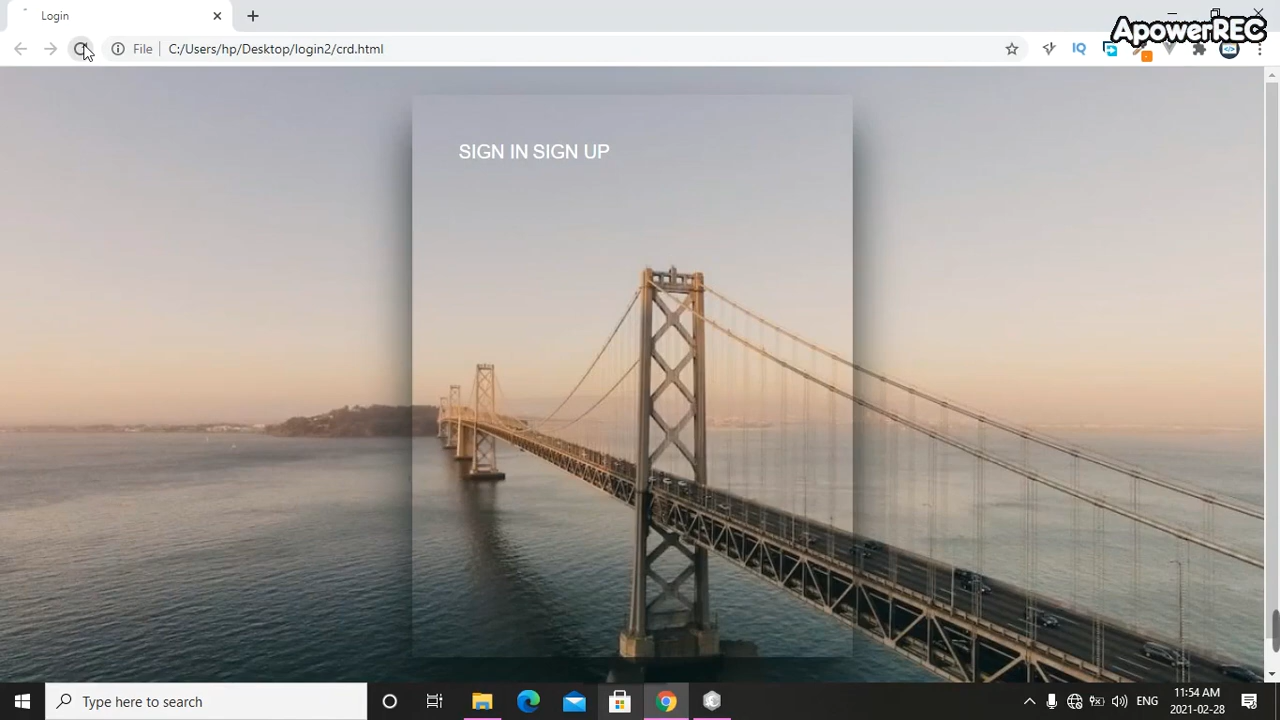 Login
ApowerREC
File
C:/Users/hp/Desktop/login2/crd.html
IQ
SIGN IN SIGN UP
Type here to search
ENG
11:54 AM
2021-02-28